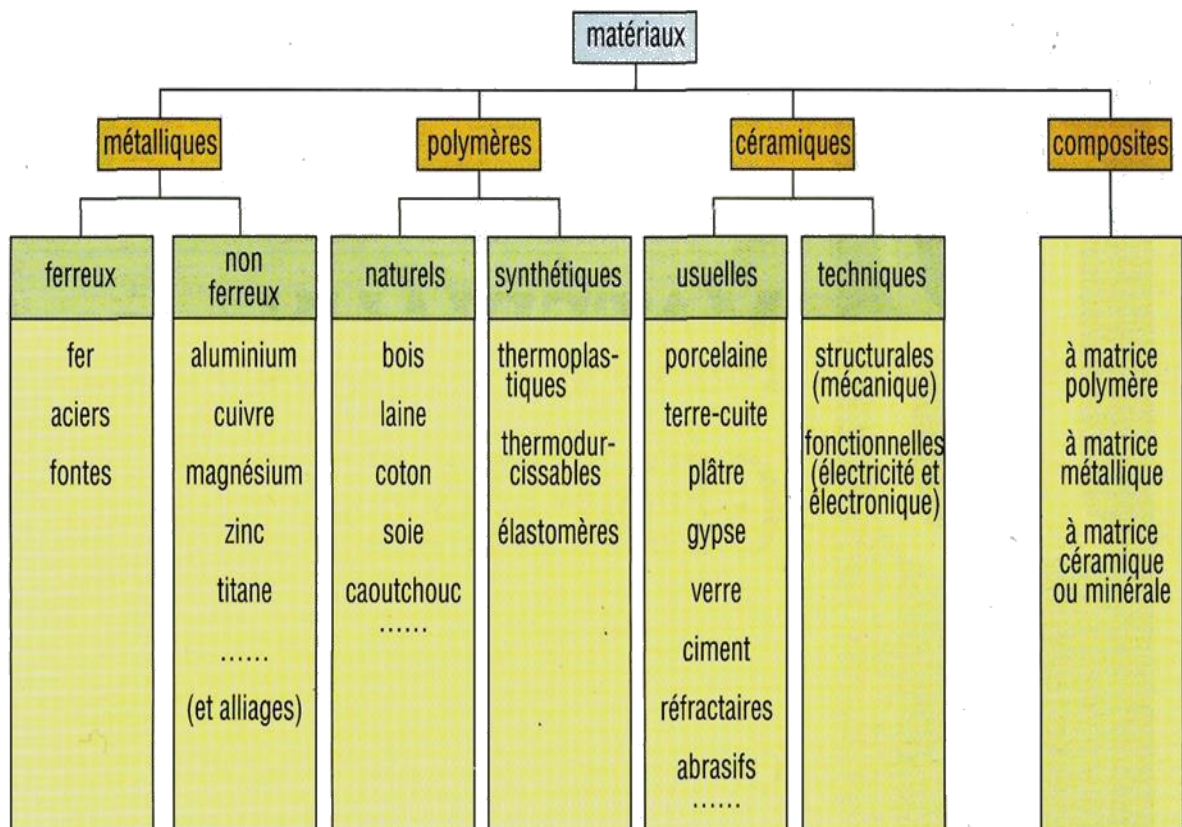 matériaux
métalliques
polymères
céramiques
composites
ferreux
fer
aciers
fontes
non
ferreux
aluminium
cuivre
magnésium
zinc
titane
......
(et alliages)
naturels
bois
laine
coton
soie
caoutchouc
......
synthétiques
thermoplas-
tiques
thermodur-
cissables
élastomères
usuelles
porcelaine
terre-cuite
plâtre
gypse
verre
ciment
réfractaires
abrasifs
......
techniques
structurales
(mécanique)
fonctionnelles
(électricité et
électronique)
à matrice
polymère
à matrice
métallique
à matrice
céramique
ou minérale